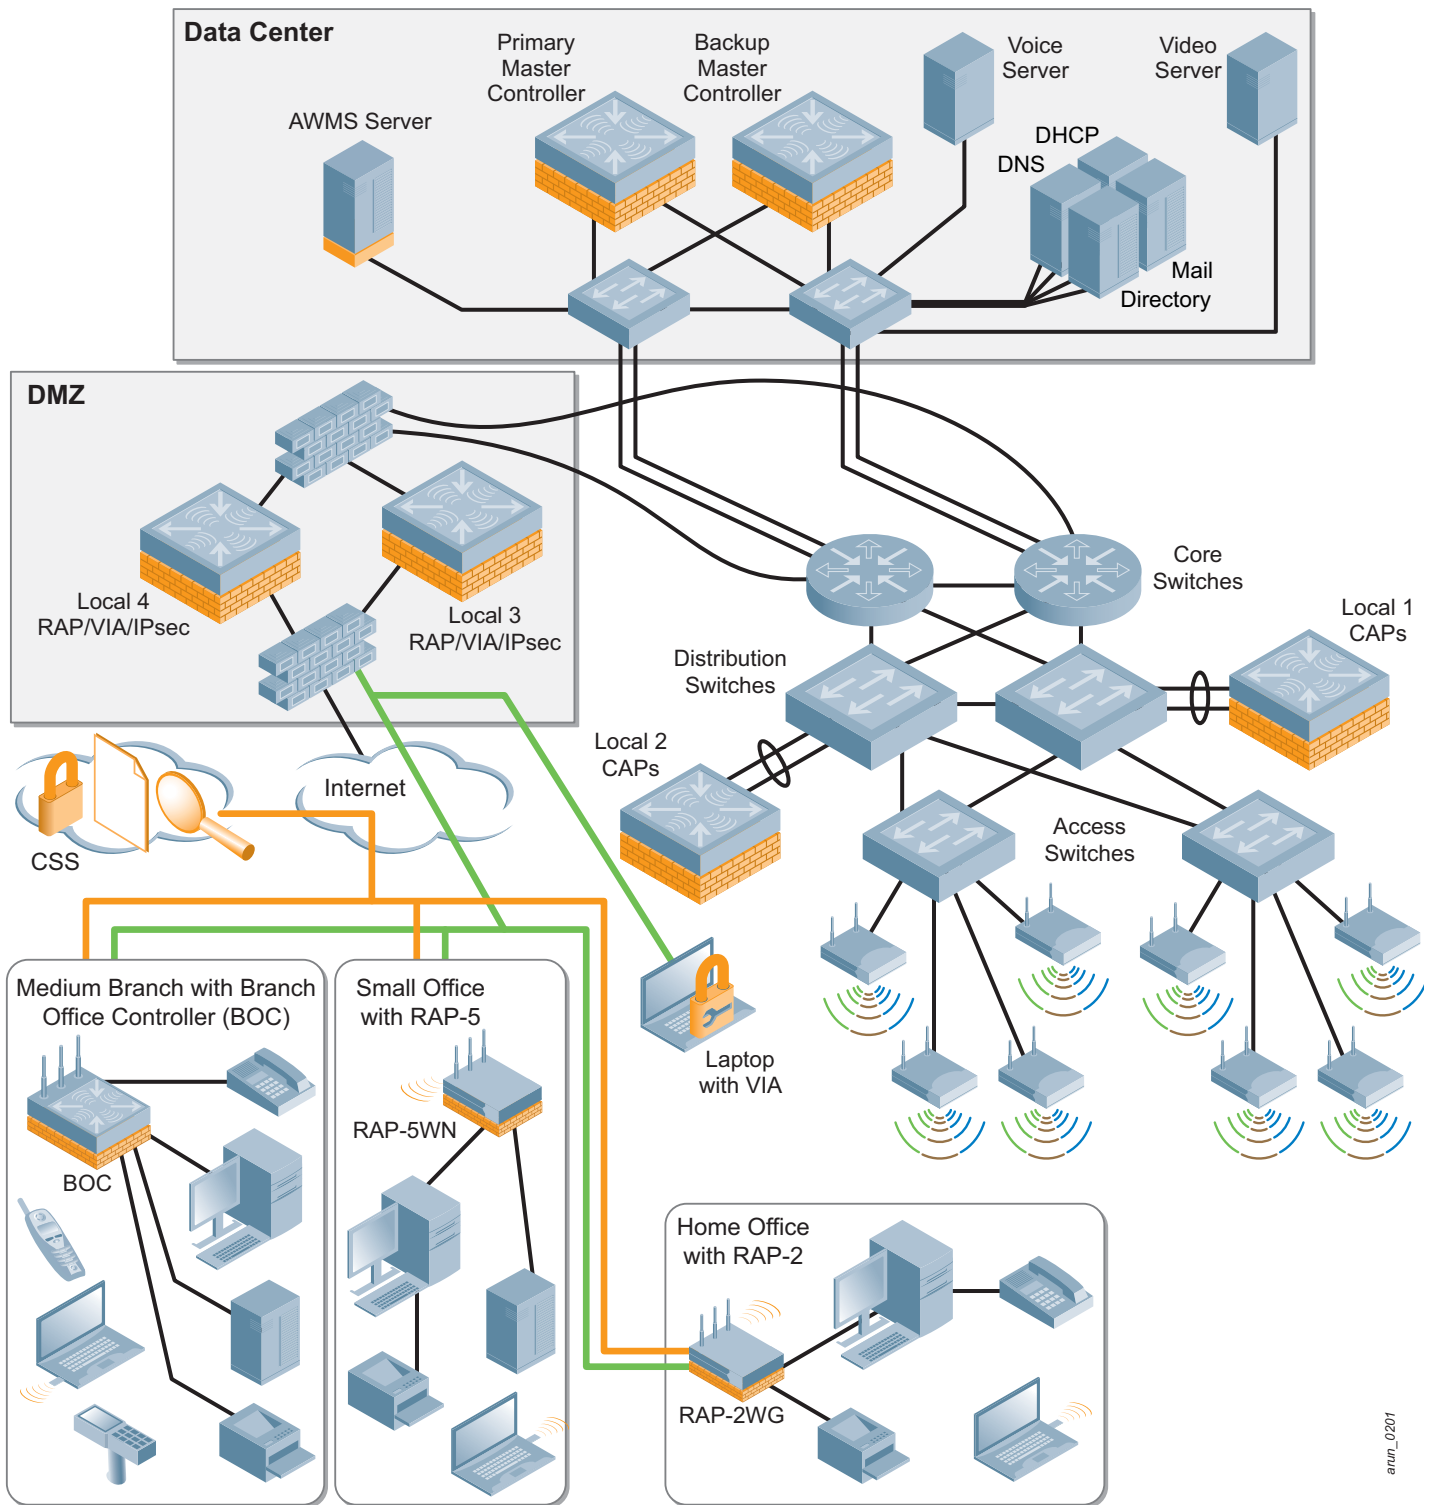 Data Center
Primary
Master
Controller
Backup
Master
Controller
Voice
Server
Video
Server
AWMS Server
DHCP
DNS
Mail
Directory
DMZ
Local 4
RAP/VIA/IPsec
Local 3
RAP/VIA/IPsec
Core
Switches
Local 1
CAPs
Distribution
Switches
Local 2
CAPs
Internet
CSS
Access
Switches
Medium Branch with Branch
Office Controller (BOC)
Small Office
with RAP-5
Laptop
with VIA
RAP-5WN
BOC
Home Office
with RAP-2
RAP-2WG
arun_0201